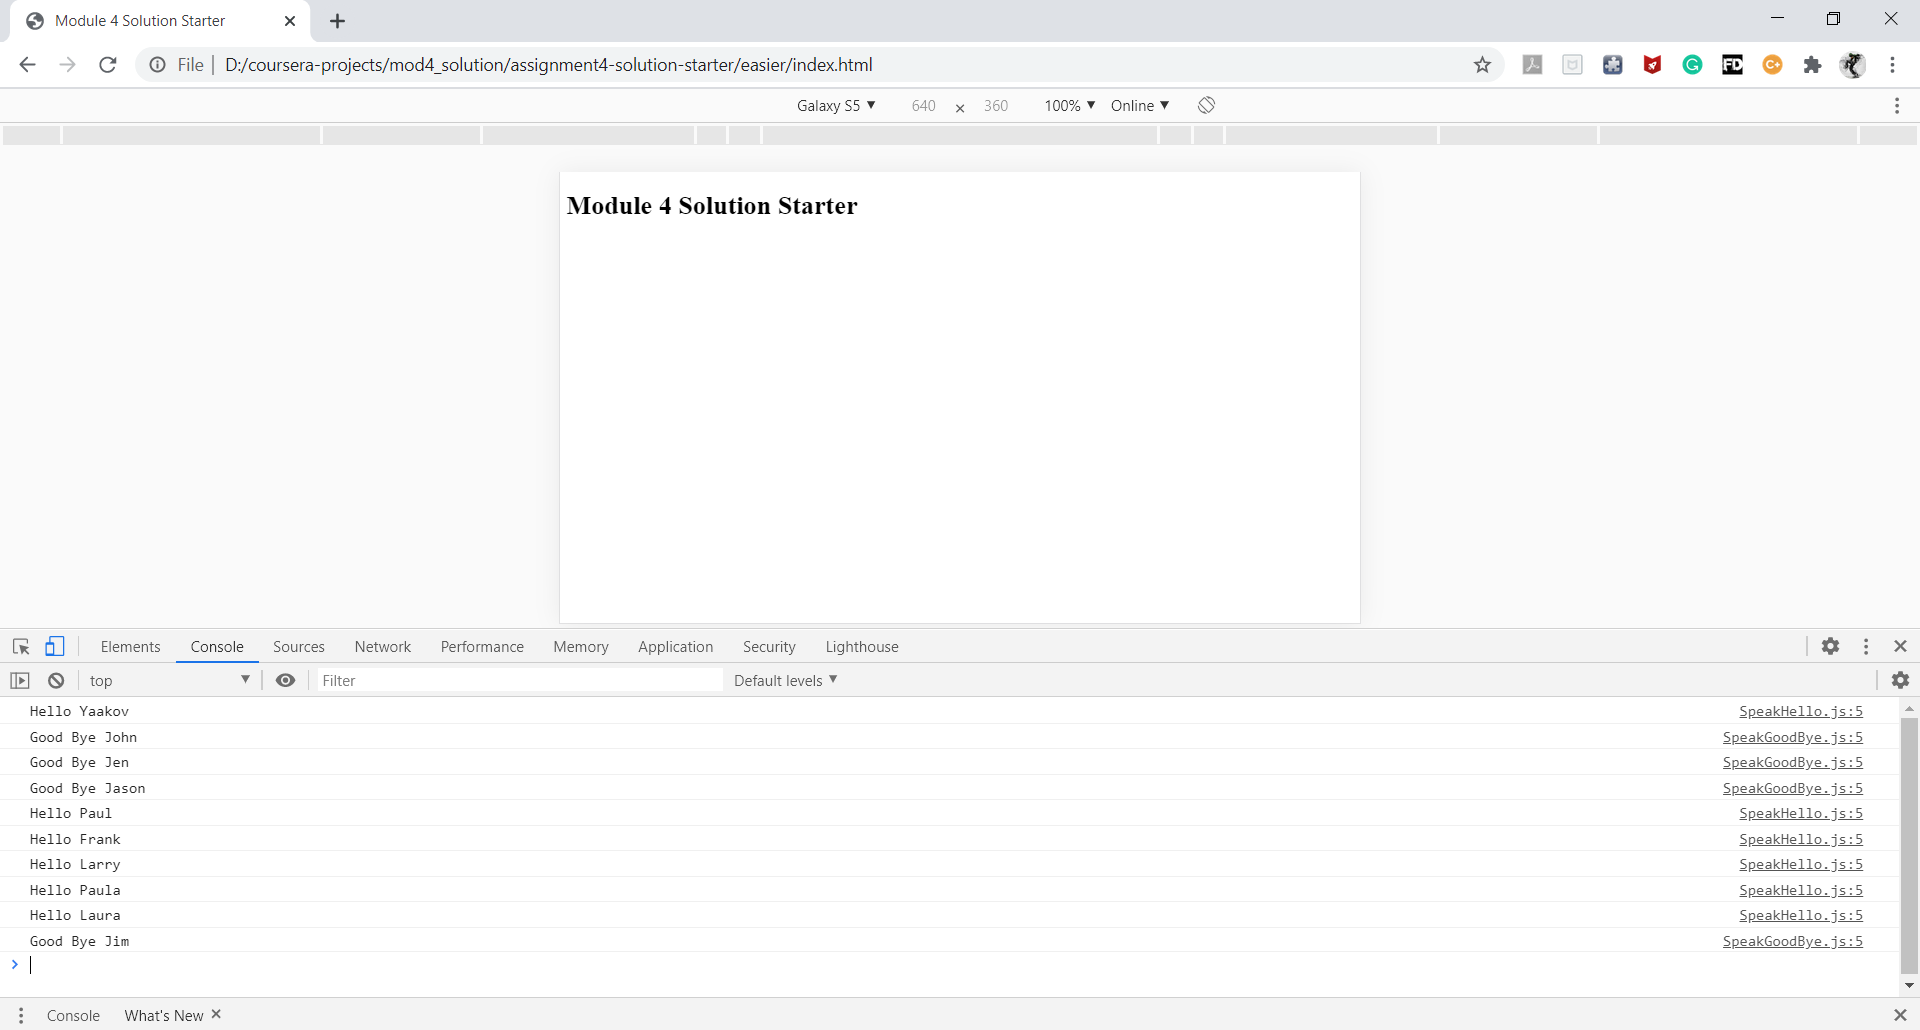 Module 4 Solution Starter
File | D:/coursera-projects/mod4_solution/assignment4-solution-starter/easier/index.html
FD
C+
Galaxy S5 ▼ 640 × 360 100% ▼ Online ▼
Module 4 Solution Starter
Elements Console Sources Network Performance Memory Application Security Lighthouse
top ▼ Filter Default levels ▼
Hello Yaakov SpeakHello.js:5
Good Bye John SpeakGoodBye.js:5
Good Bye Jen SpeakGoodBye.js:5
Good Bye Jason SpeakGoodBye.js:5
Hello Paul SpeakHello.js:5
Hello Frank SpeakHello.js:5
Hello Larry SpeakHello.js:5
Hello Paula SpeakHello.js:5
Hello Laura SpeakHello.js:5
Good Bye Jim SpeakGoodBye.js:5
Console What's New